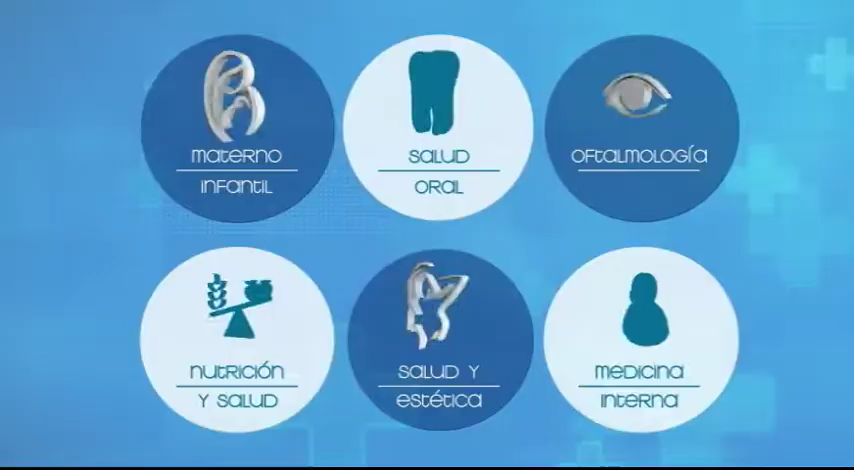 materno
infantil
salud
oral
oftalmología
nutrición
y salud
salud y
estética
medicina
interna